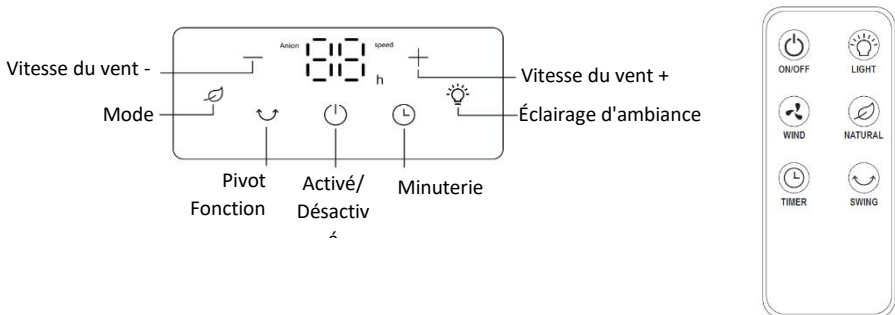 Anion
88
speed
h
Vitesse du vent -
Mode
Vitesse du vent +
Éclairage d'ambiance
Pivot
Fonction
Activé/
Désactiv
é
Minuterie
ON/OFF
LIGHT
WIND
NATURAL
TIMER
SWING